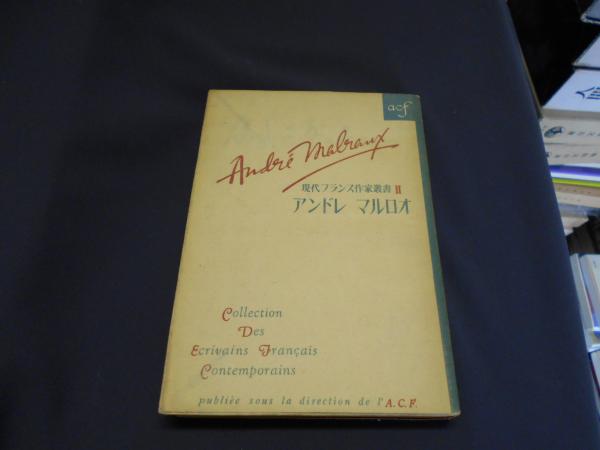 acf
André Malraux
現代フランス作家叢書 II
アンドレ マルロオ
Collection
Des
Ecrivains Français
Contemporains
publiée sous la direction de l'A.C.F.